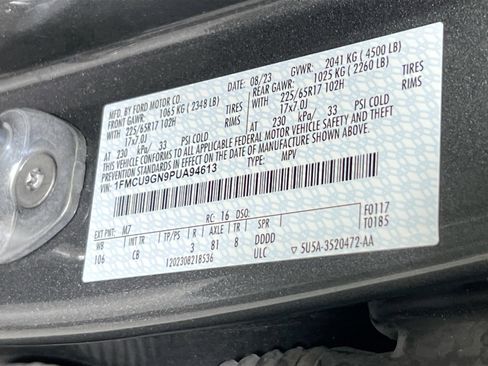 MFD. BY FORD MOTOR CO.
DATE: 08/23 GVWR: 2041 KG ( 4500 LB)
FRONT GAWR: 1065 KG ( 2348 LB) REAR GAWR: 1025 KG ( 2260 LB)
WITH 225/65R17 102H TIRES WITH 225/65R17 102H TIRES
17x7.0J 17x7.0J
AT 230 kPa/ 33 PSI COLD AT 230 kPa/ 33 PSI COLD
THIS VEHICLE CONFORMS TO ALL APPLICABLE FEDERAL MOTOR VEHICLE SAFETY AND THEFT
PREVENTION STANDARDS IN EFFECT ON THE DATE OF MANUFACTURE SHOWN ABOVE.
VIN: 1FMCU9GN9PUA94613 TYPE: MPV
F0117
T0185
EXT PNT: M7 RC: 16 DSO:
WB INT TR TP/PS R AXLE TR SPR
106 CB 3 81 8 DDDD
1202308218536 ULC 5U5A-3520472-AA